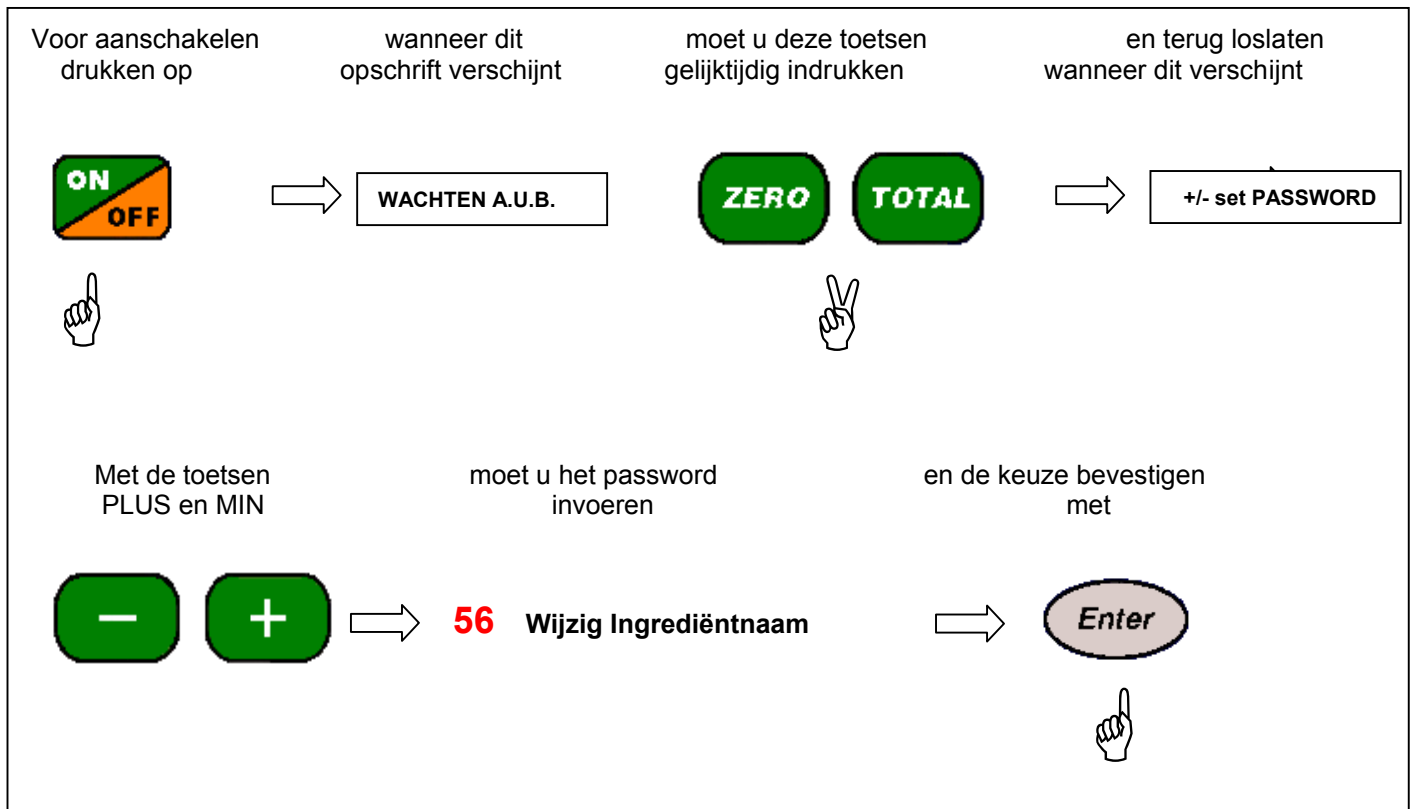 Voor aanschakelen
drukken op
wanneer dit
opschrift verschijnt
moet u deze toetsen
gelijktijdig indrukken
en terug loslaten
wanneer dit verschijnt
ON
OFF
WACHTEN A.U.B.
ZERO
TOTAL
+/- set PASSWORD
Met de toetsen
PLUS en MIN
moet u het password
invoeren
en de keuze bevestigen
met
−
+
56 Wijzig Ingrediëntnaam
Enter